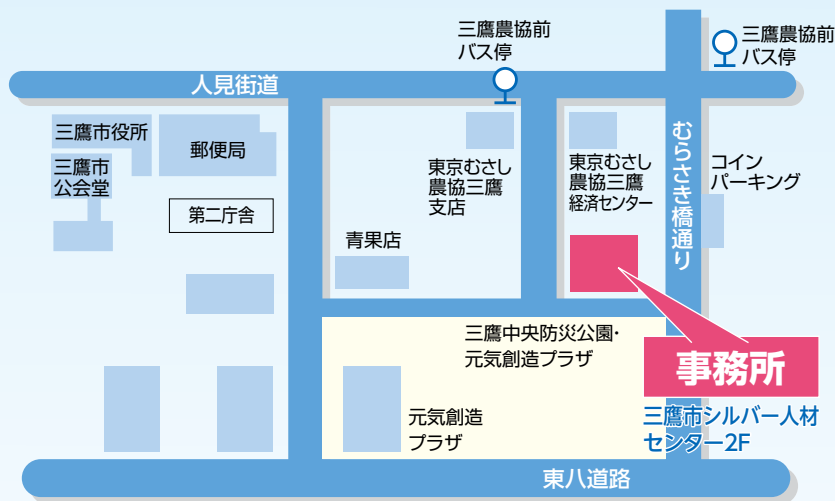 三鷹農協前
バス停
三鷹農協前
バス停
人見街道
三鷹市役所
郵便局
三鷹市
公会堂
第二庁舎
東京むさし
農協三鷹
支店
東京むさし
農協三鷹
経済センター
むらさき橋通り
コイン
パーキング
青果店
三鷹中央防災公園・
元気創造プラザ
事務所
三鷹市シルバー人材
センター2F
元気創造
プラザ
東八道路